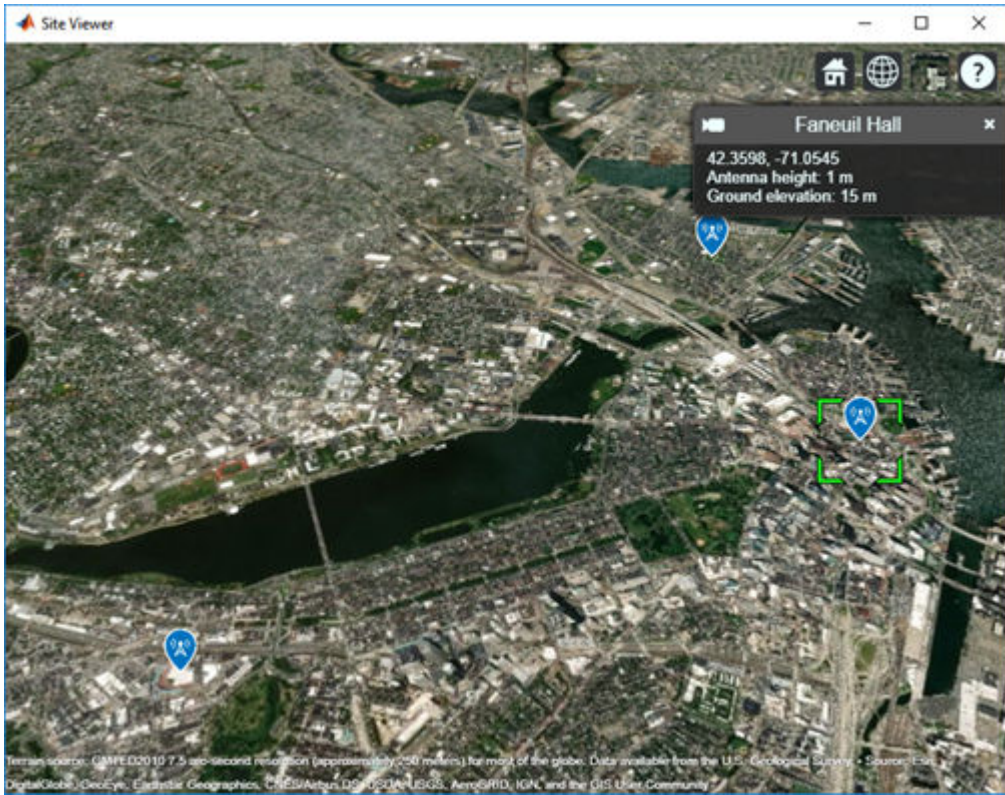 Site Viewer
Faneuil Hall
42.3598, -71.0545
Antenna height: 1 m
Ground elevation: 15 m
Terrain source: GMTED2010 7.5 arc-second resolution (approximately 250 meters) for most of the globe. Data available from the U.S. Geological Survey. • Source: Esri,
DigitalGlobe, GeoEye, Earthstar Geographics, CNES/Airbus DS, USDA, USGS, AeroGRID, IGN, and the GIS User Community